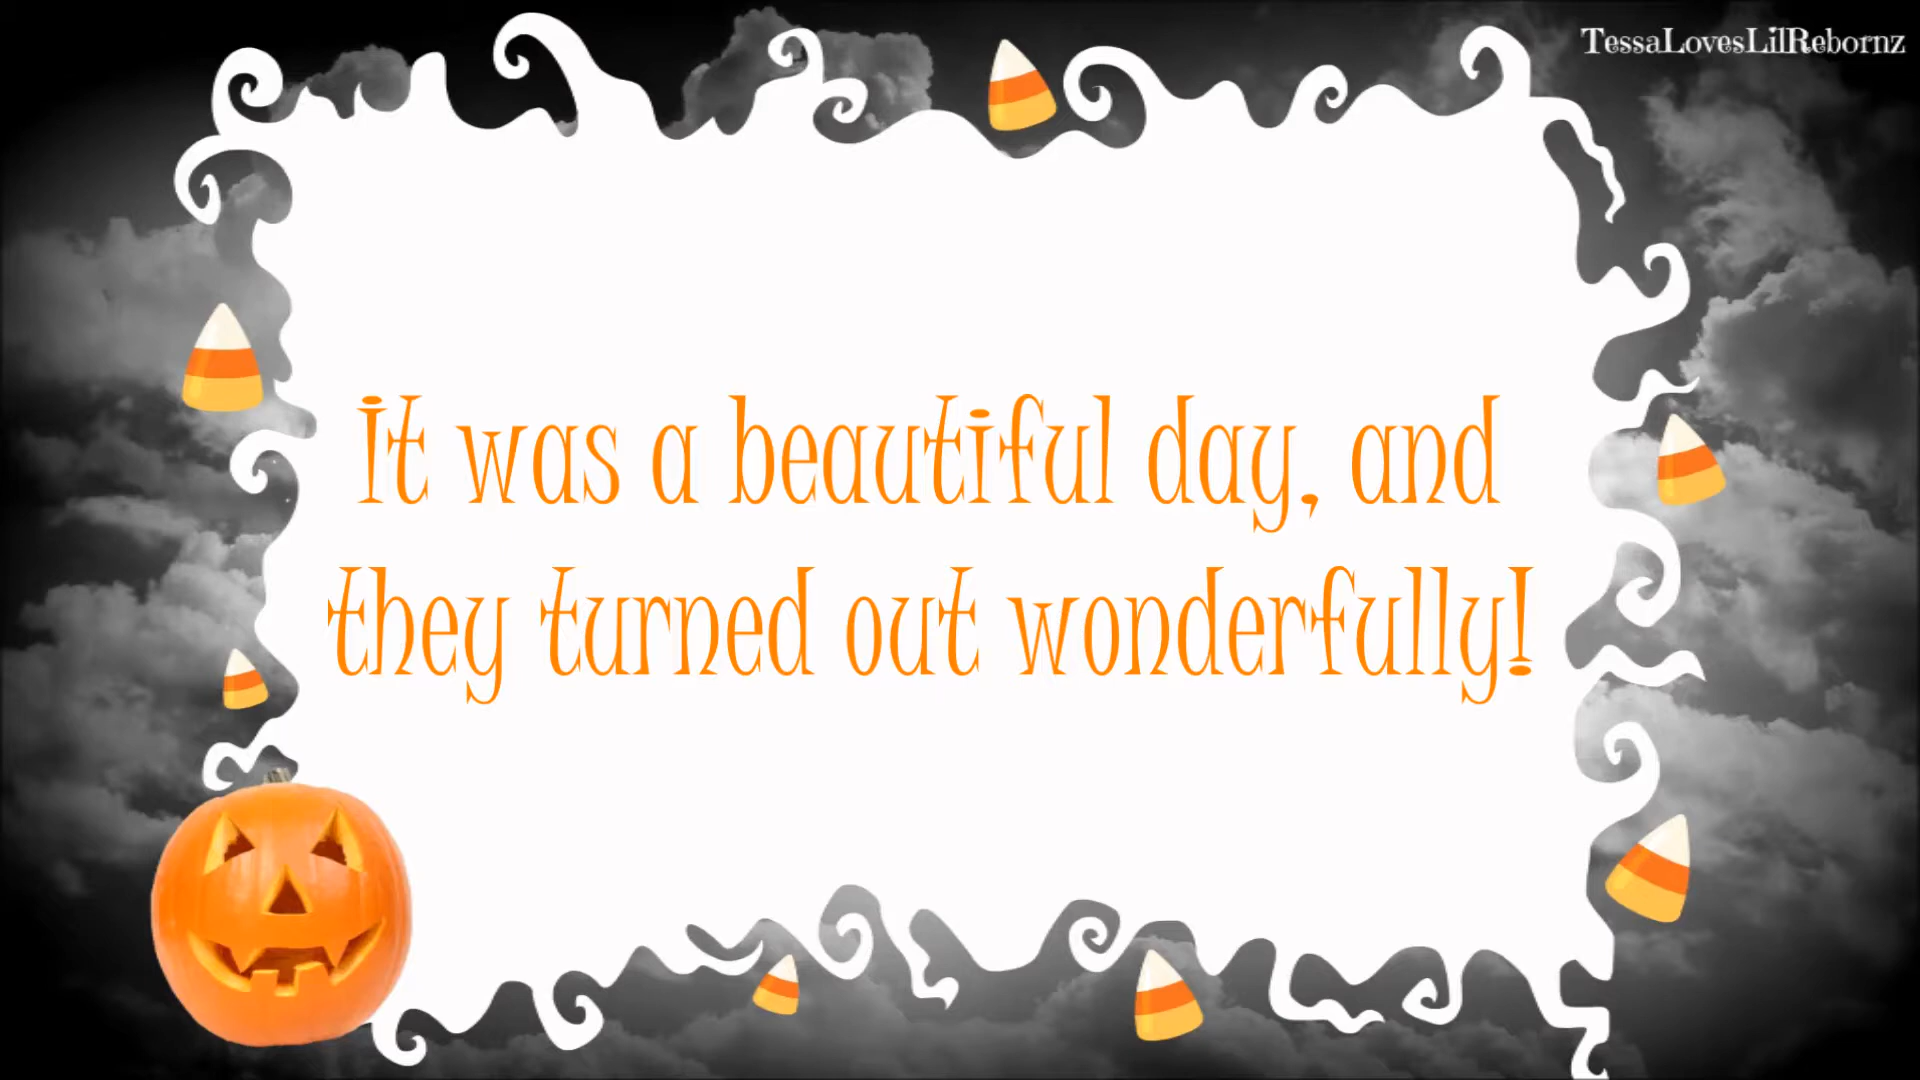 TessaLovesLilRebornz
It was a beautiful day, and
they turned out wonderfully!